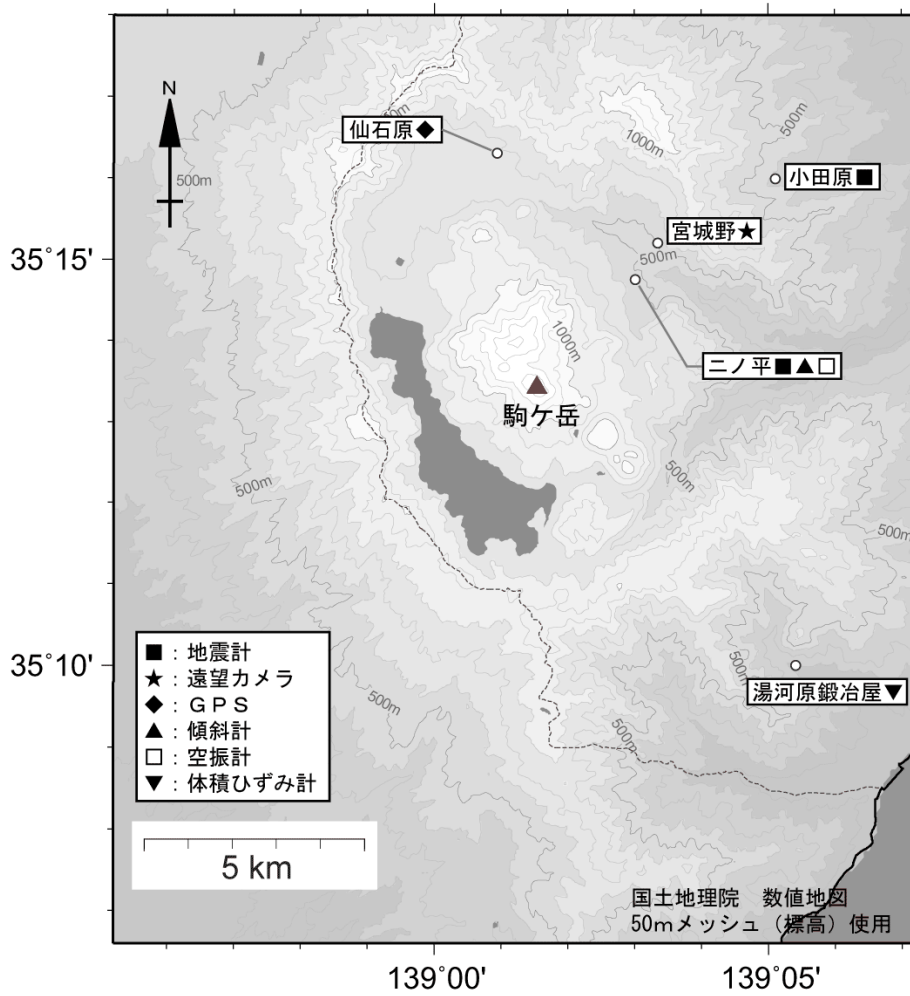 N
仙石原◆
1000m
500m
小田原■
500m
宮城野★
500m
35°15'
1000m
二ノ平■▲□
駒ケ岳
500m
500m
500m
35°10'
500m
湯河原鍛冶屋▼
500m
500m
■：地震計
★：遠望カメラ
◆：ＧＰＳ
▲：傾斜計
□：空振計
▼：体積ひずみ計
5 km
国土地理院　数値地図
50mメッシュ（標高）使用
139°00'
139°05'